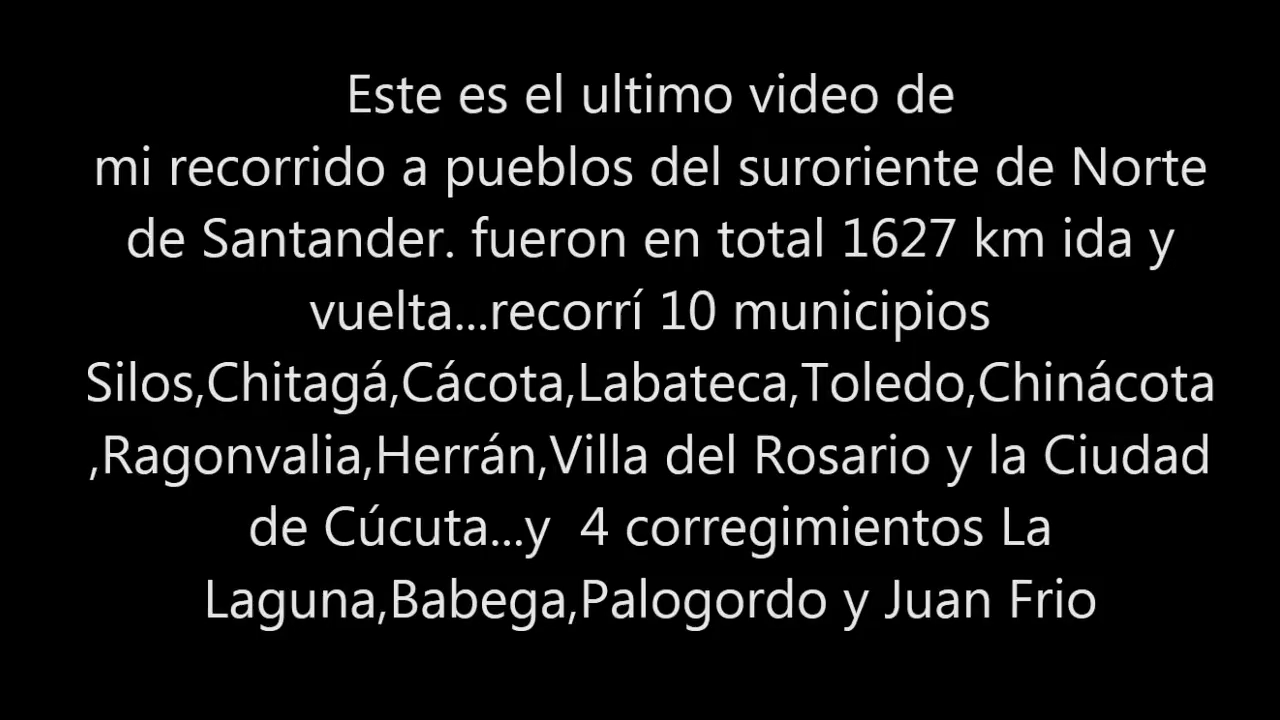 Este es el ultimo video de
mi recorrido a pueblos del suroriente de Norte
de Santander. fueron en total 1627 km ida y
vuelta...recorrí 10 municipios
Silos,Chitagá,Cácota,Labateca,Toledo,Chinácota
,Ragonvalia,Herrán,Villa del Rosario y la Ciudad
de Cúcuta...y  4 corregimientos La
Laguna,Babega,Palogordo y Juan Frio